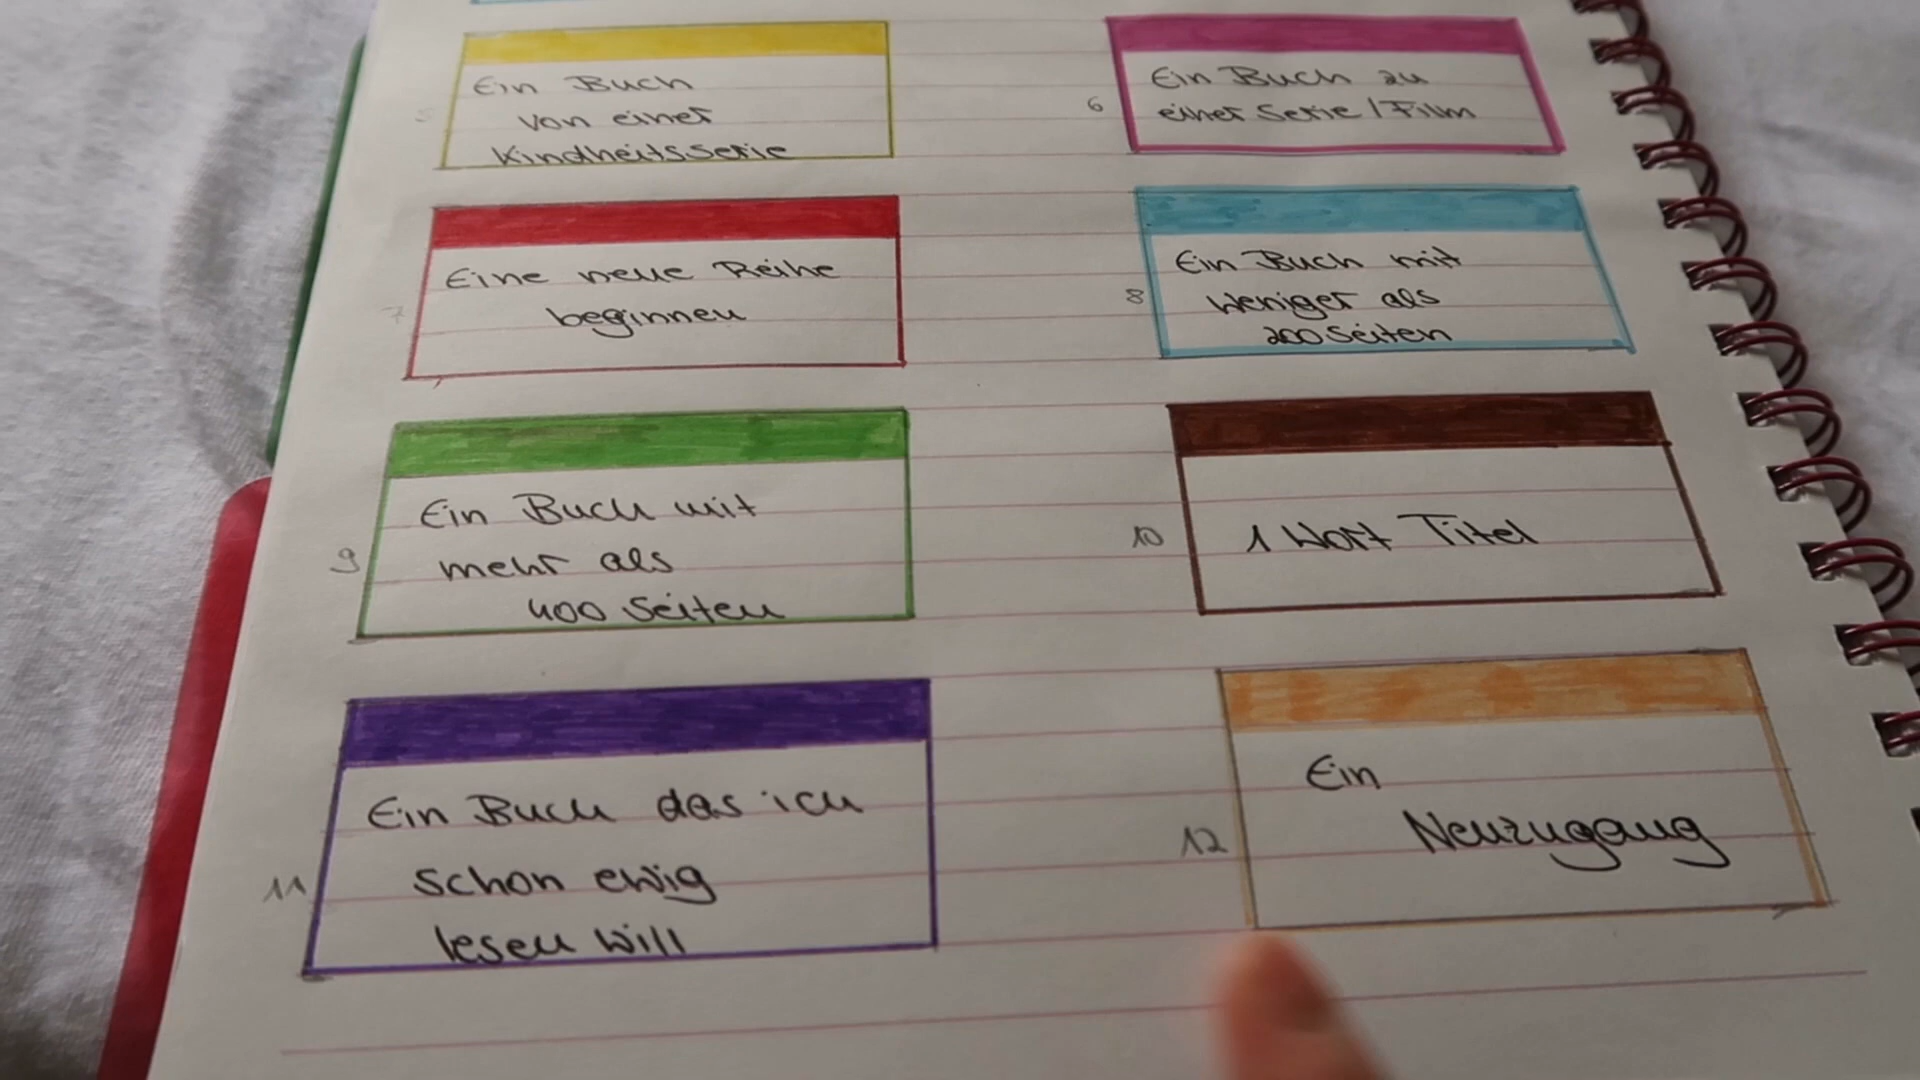 5
Ein Buch
von einer
Kindheitsserie
6
Ein Buch zu
einer Serie / Film
7
Eine neue Reihe
beginnen
8
Ein Buch mit
weniger als
200 Seiten
9
Ein Buch mit
mehr als
400 Seiten
10
1 Wort Titel
11
Ein Buch das ich
schon ewig
lesen will
12
Ein
Neuzugang